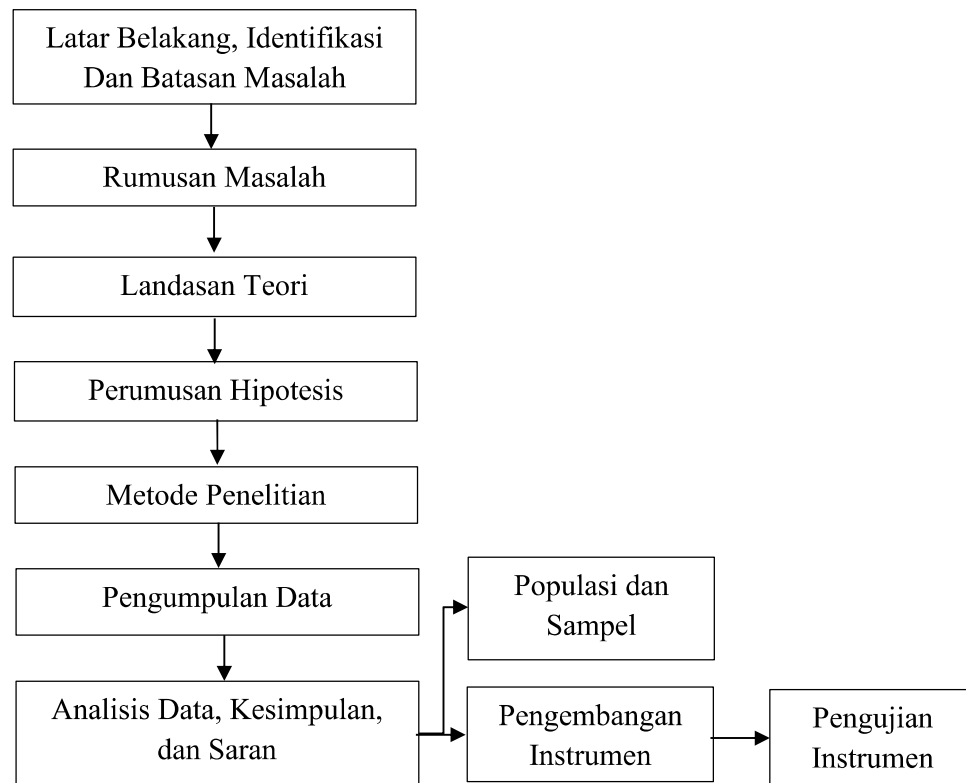 Latar Belakang, Identifikasi
Dan Batasan Masalah
Rumusan Masalah
Landasan Teori
Perumusan Hipotesis
Metode Penelitian
Pengumpulan Data
Populasi dan
Sampel
Analisis Data, Kesimpulan,
dan Saran
Pengembangan
Instrumen
Pengujian
Instrumen